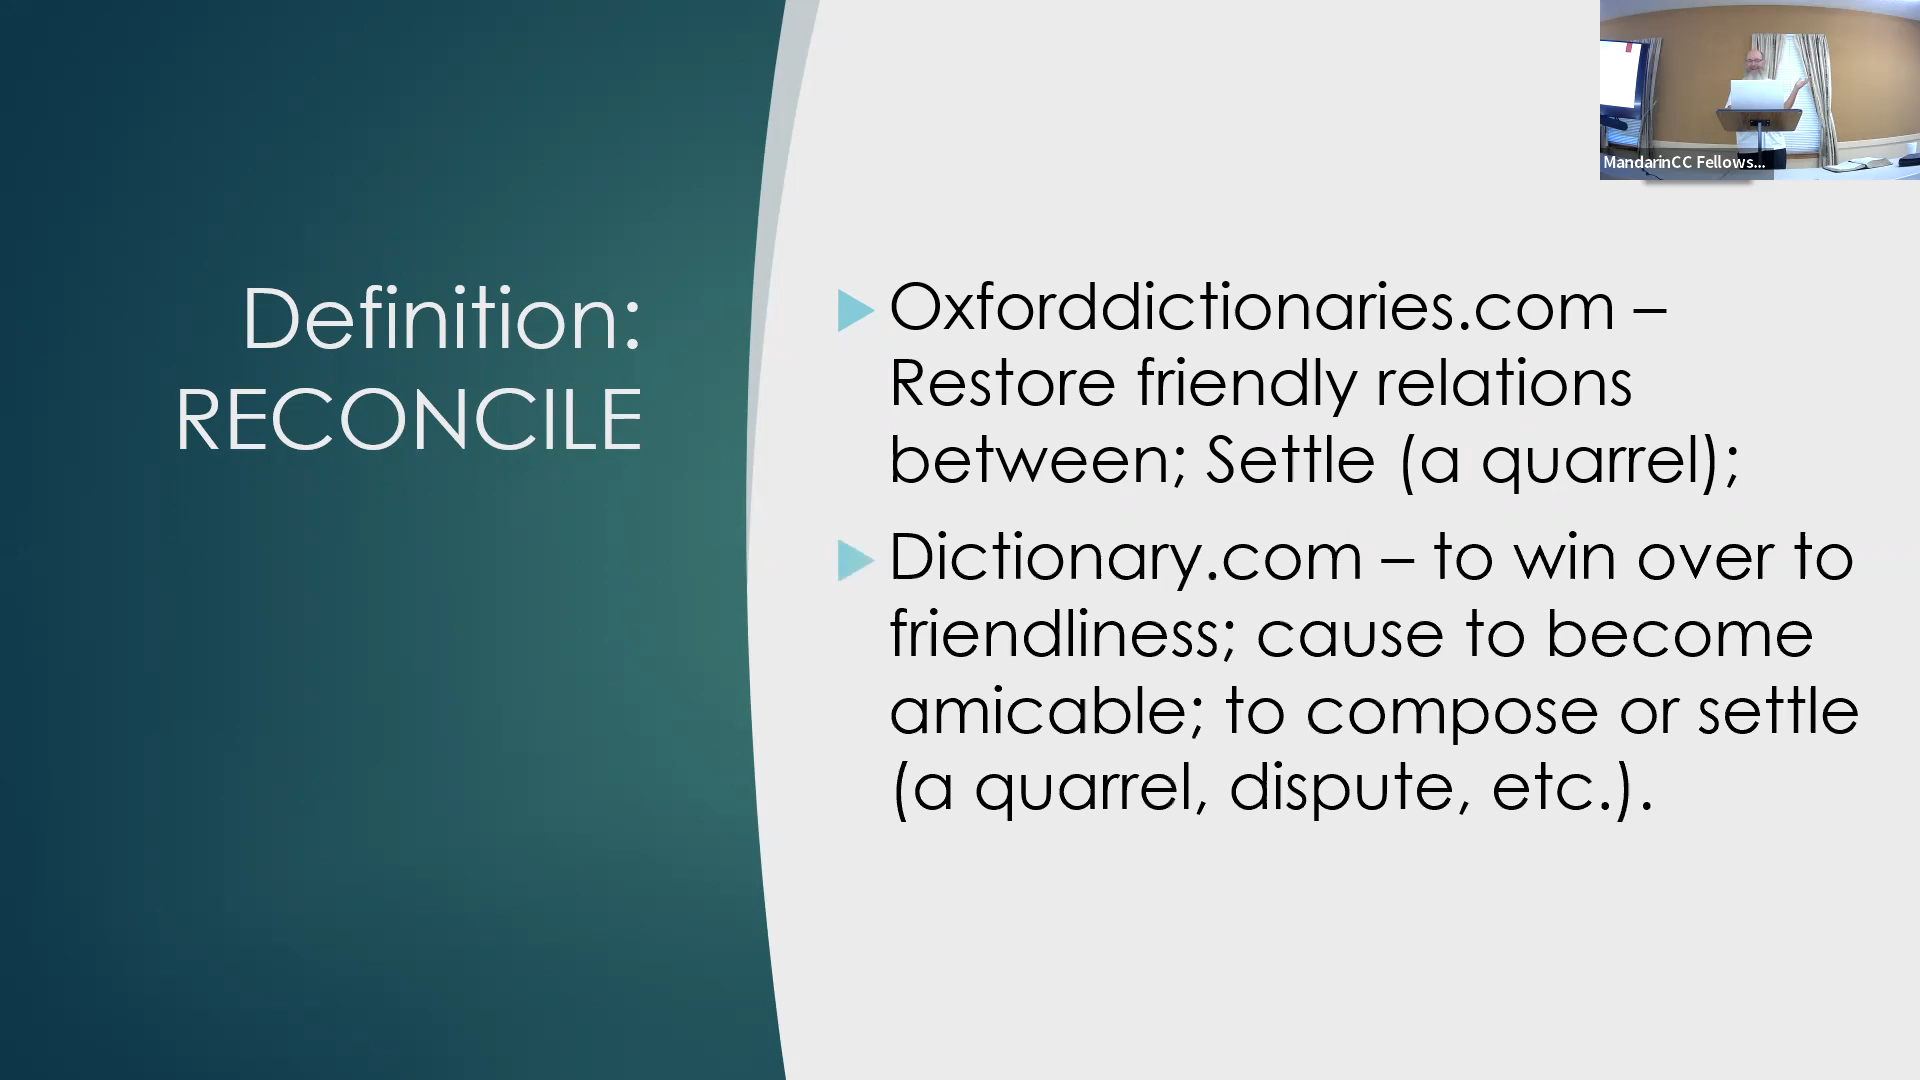 Definition:
RECONCILE
Oxforddictionaries.com –
Restore friendly relations
between; Settle (a quarrel);
Dictionary.com – to win over to
friendliness; cause to become
amicable; to compose or settle
(a quarrel, dispute, etc.).
MandarinCC Fellows...